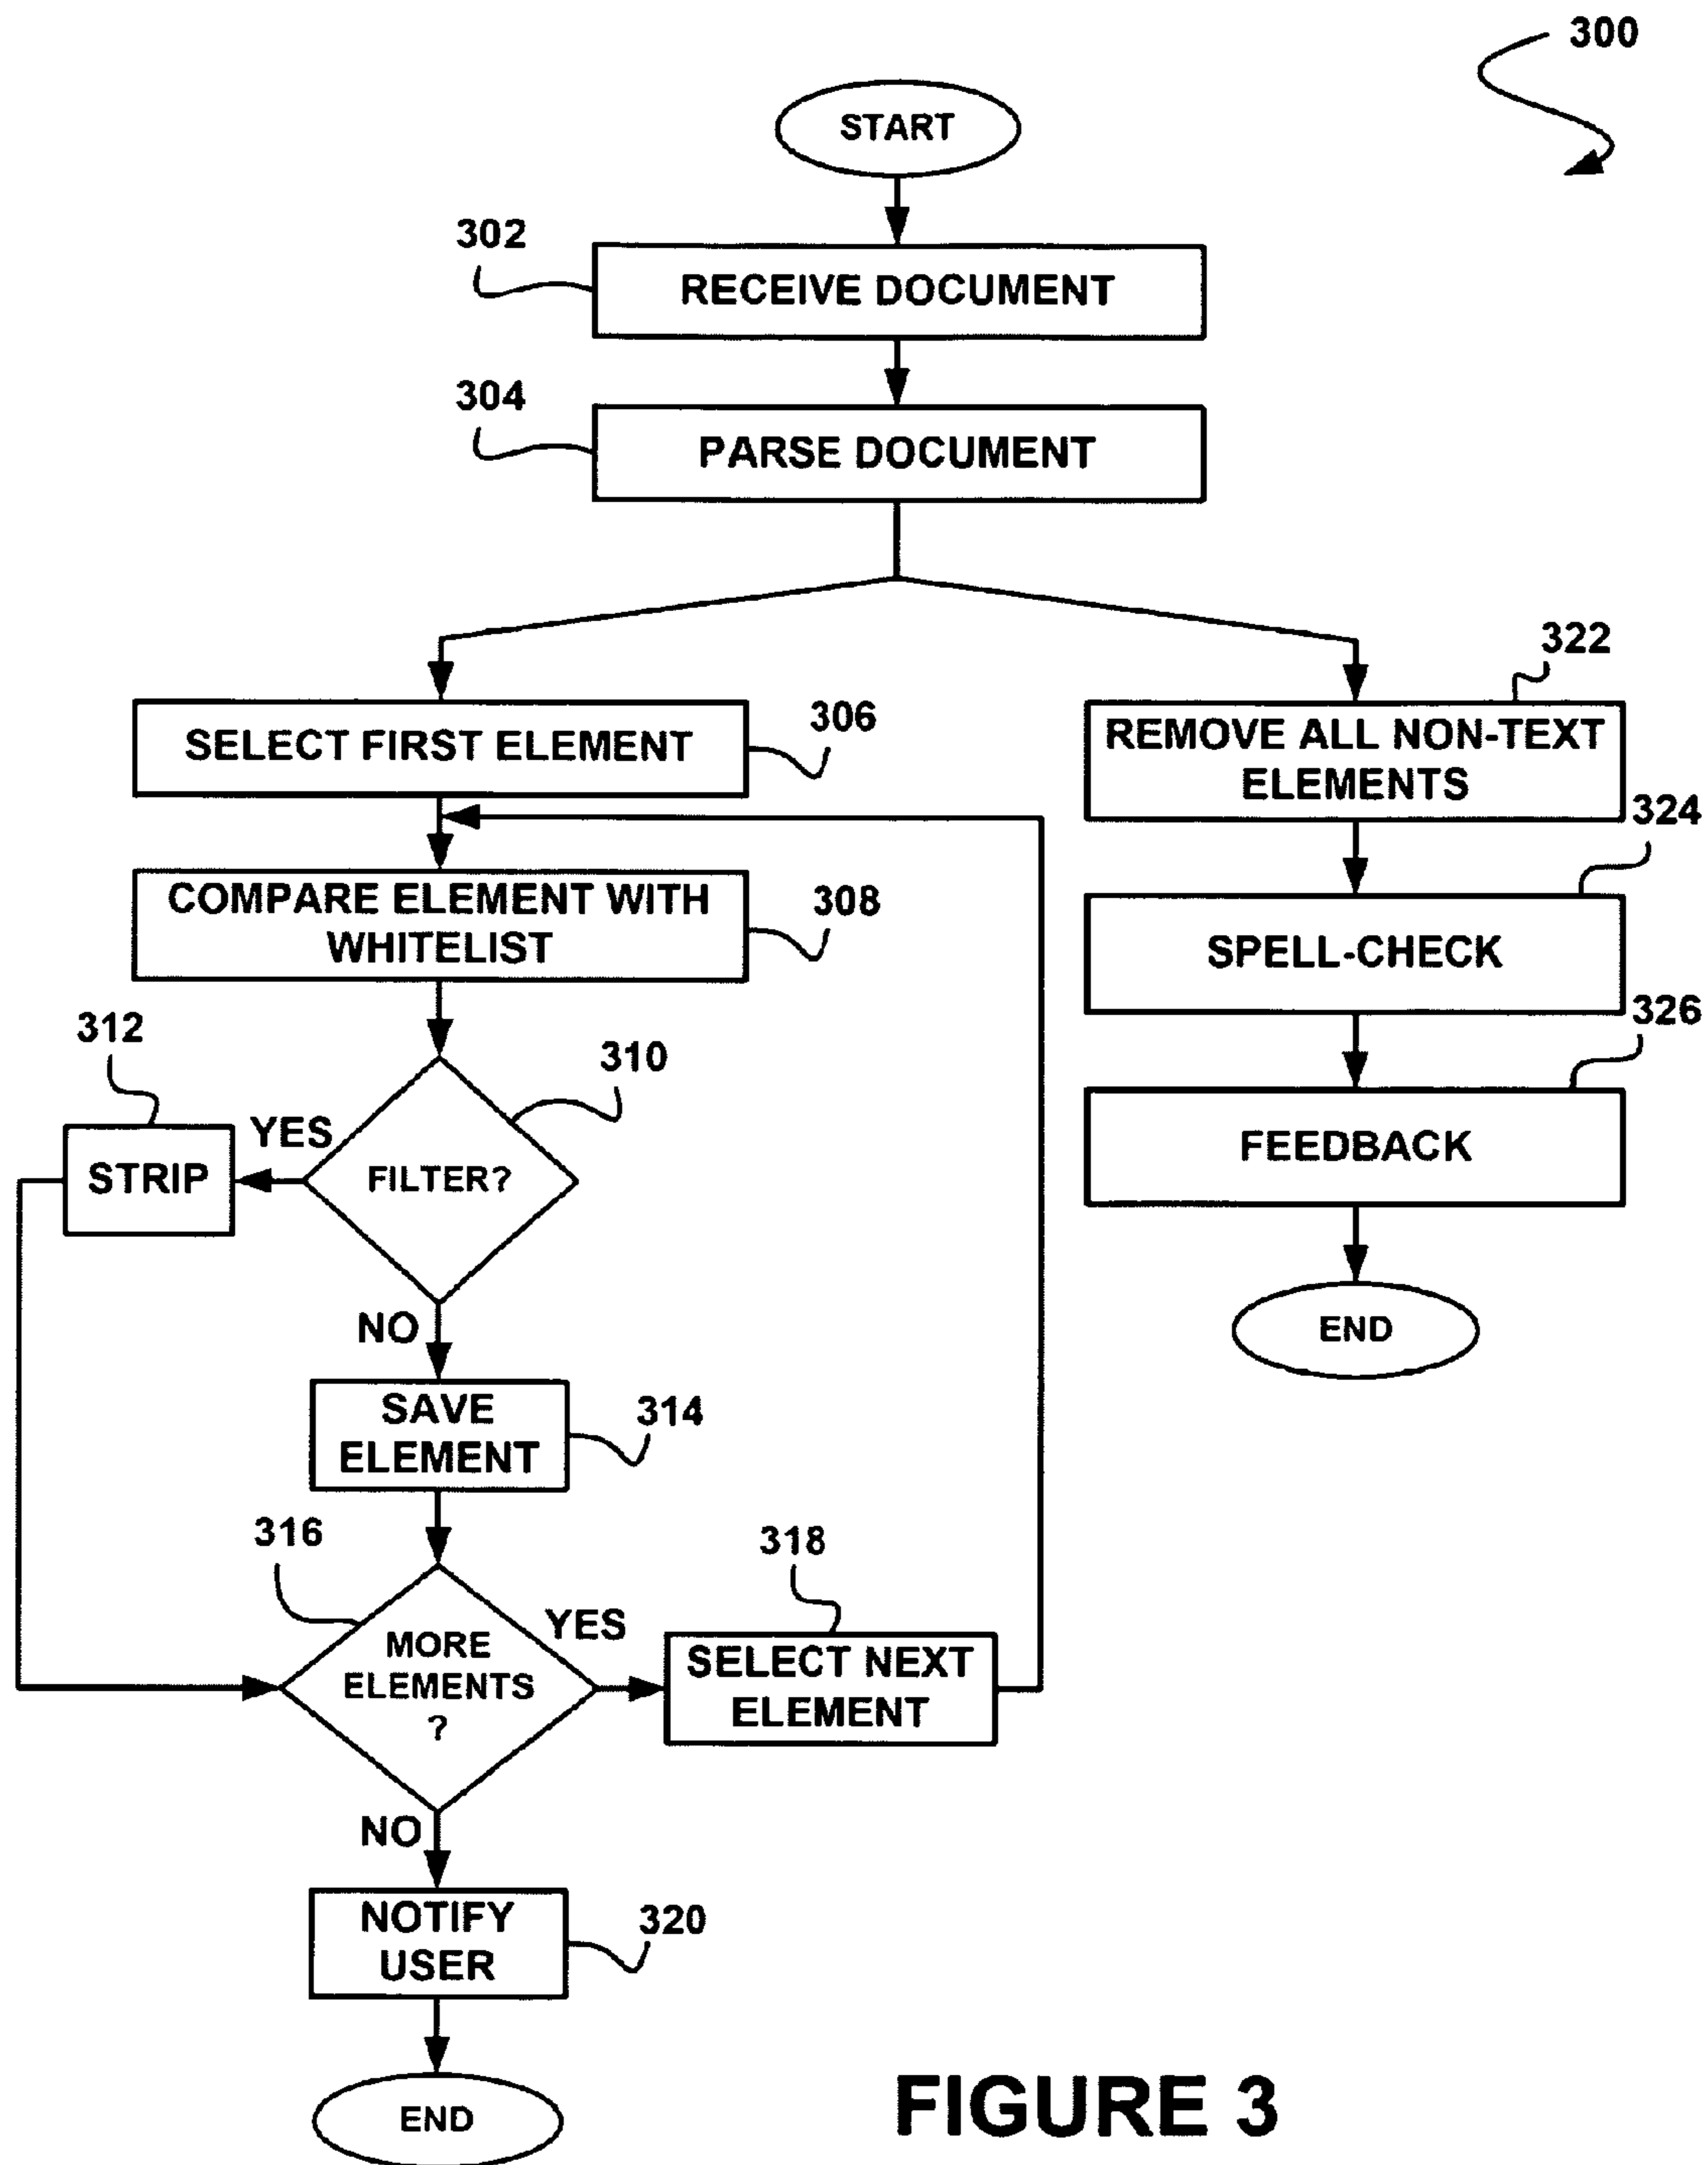 300
START
302
RECEIVE DOCUMENT
304
PARSE DOCUMENT
306
SELECT FIRST ELEMENT
308
COMPARE ELEMENT WITH
WHITELIST
310
FILTER?
YES
312
STRIP
NO
314
SAVE
ELEMENT
316
MORE
ELEMENTS
?
YES
318
SELECT NEXT
ELEMENT
NO
320
NOTIFY
USER
END
322
REMOVE ALL NON-TEXT
ELEMENTS
324
SPELL-CHECK
326
FEEDBACK
END
FIGURE 3